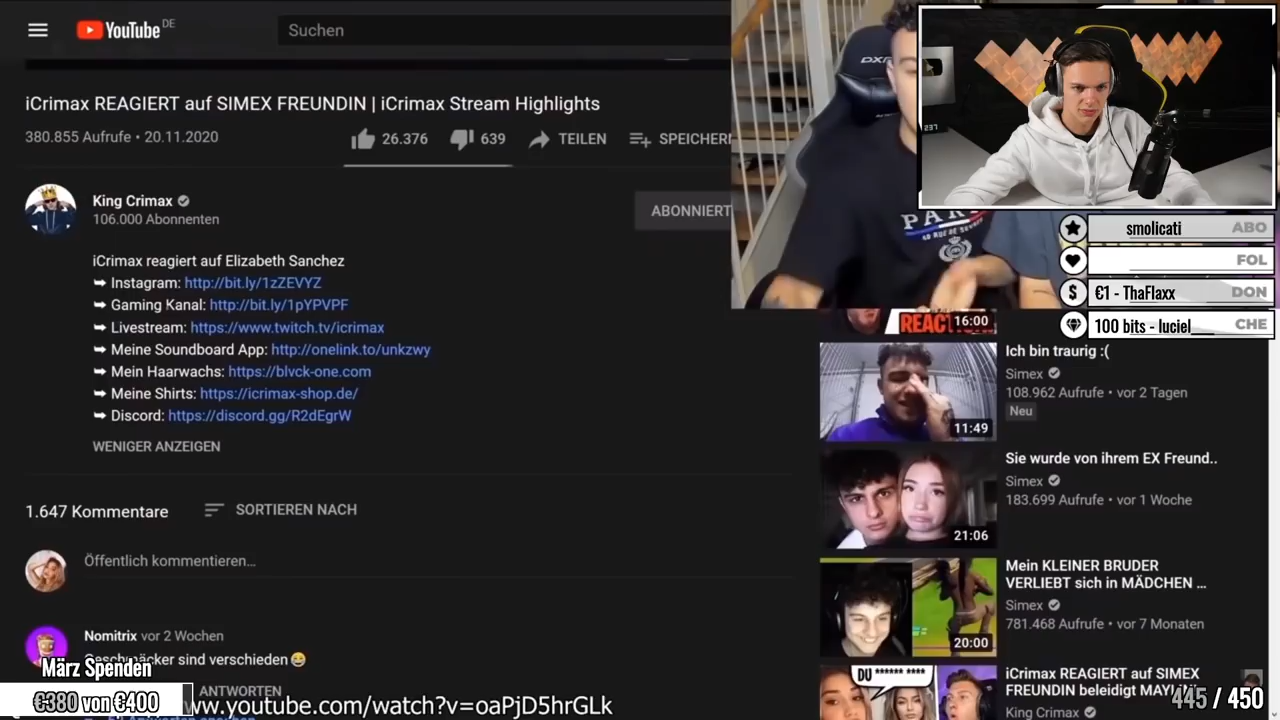 YouTube DE
Suchen
iCrimax REAGIERT auf SIMEX FREUNDIN | iCrimax Stream Highlights
380.855 Aufrufe • 20.11.2020
26.376
639
TEILEN
SPEICHERN
King Crimax
106.000 Abonnenten
ABONNIERT
iCrimax reagiert auf Elizabeth Sanchez
➥ Instagram: http://bit.ly/1zZEVYZ
➥ Gaming Kanal: http://bit.ly/1pYPVPF
➥ Livestream: https://www.twitch.tv/icrimax
➥ Meine Soundboard App: http://onelink.to/unkzwy
➥ Mein Haarwachs: https://blvck-one.com
➥ Meine Shirts: https://icrimax-shop.de/
➥ Discord: https://discord.gg/R2dEgrW
WENIGER ANZEIGEN
1.647 Kommentare
SORTIEREN NACH
Öffentlich kommentieren...
Nomitrix vor 2 Wochen
Geschmäcker sind verschieden😅
ANTWORTEN
März Spenden
€380 von €400
ww.youtube.com/watch?v=oaPjD5hrGLk
237
smolicati ABO
FOL
€1 - ThaFlaxx DON
100 bits - luciel__ CHE
REACTION
16:00
Ich bin traurig :(
Simex
108.962 Aufrufe • vor 2 Tagen
Neu
11:49
Sie wurde von ihrem EX Freund..
Simex
183.699 Aufrufe • vor 1 Woche
21:06
Mein KLEINER BRUDER
VERLIEBT sich in MÄDCHEN ...
Simex
781.468 Aufrufe • vor 7 Monaten
20:00
DU ****** ****
iCrimax REAGIERT auf SIMEX
FREUNDIN beleidigt
King Crimax
445 / 450